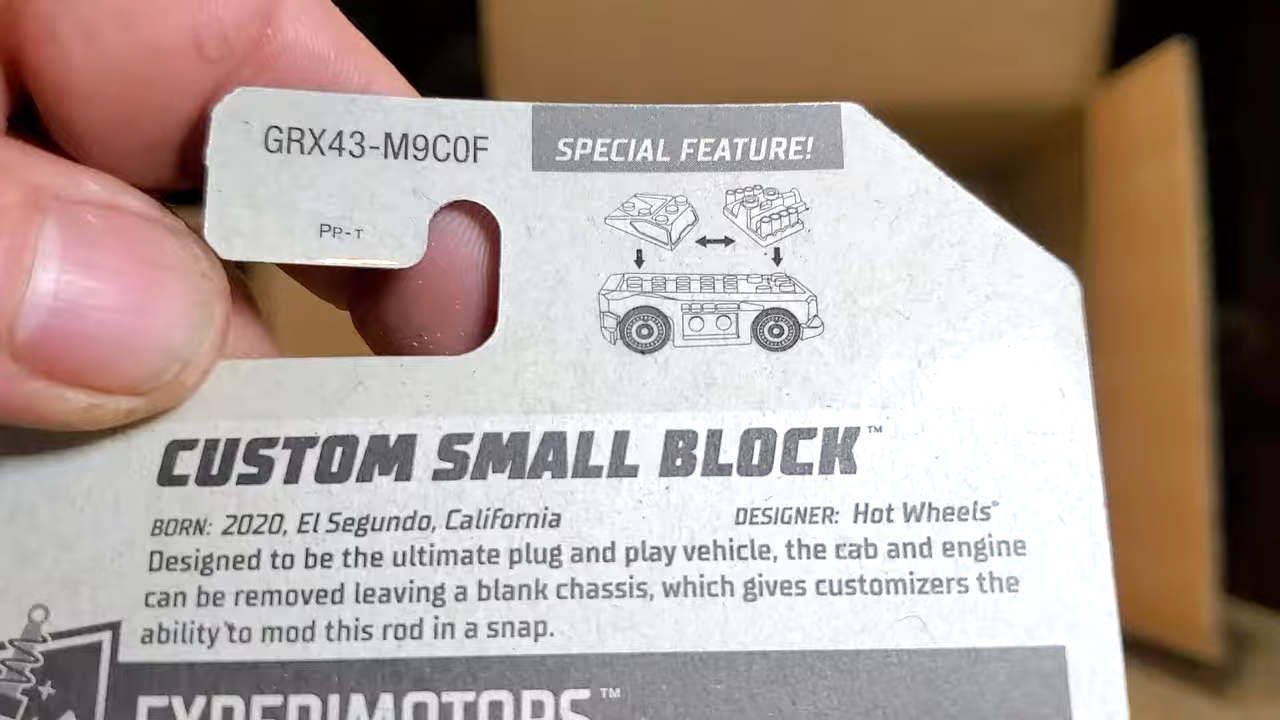 GRX43-M9C0F
SPECIAL FEATURE!
PP-T
CUSTOM SMALL BLOCK™
BORN: 2020, El Segundo, California
DESIGNER: Hot Wheels®
Designed to be the ultimate plug and play vehicle, the cab and engine
can be removed leaving a blank chassis, which gives customizers the
ability to mod this rod in a snap.
EXPERIMOTORS™